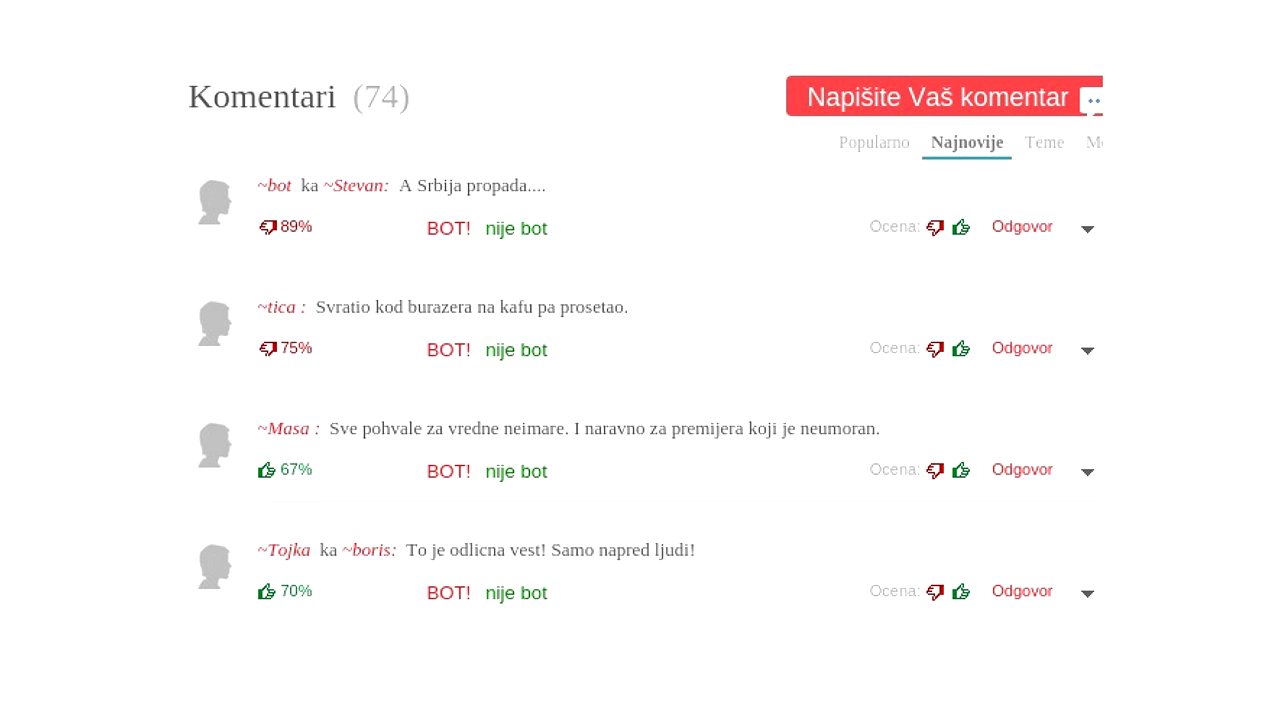 Komentari (74)
Napišite Vaš komentar
Popularno Najnovije Teme
~bot ka ~Stevan: A Srbija propada....
89% BOT! nije bot Ocena: Odgovor
~tica : Svratio kod burazera na kafu pa prosetao.
75% BOT! nije bot Ocena: Odgovor
~Masa : Sve pohvale za vredne neimare. I naravno za premijera koji je neumoran.
67% BOT! nije bot Ocena: Odgovor
~Tojka ka ~boris: To je odlicna vest! Samo napred ljudi!
70% BOT! nije bot Ocena: Odgovor